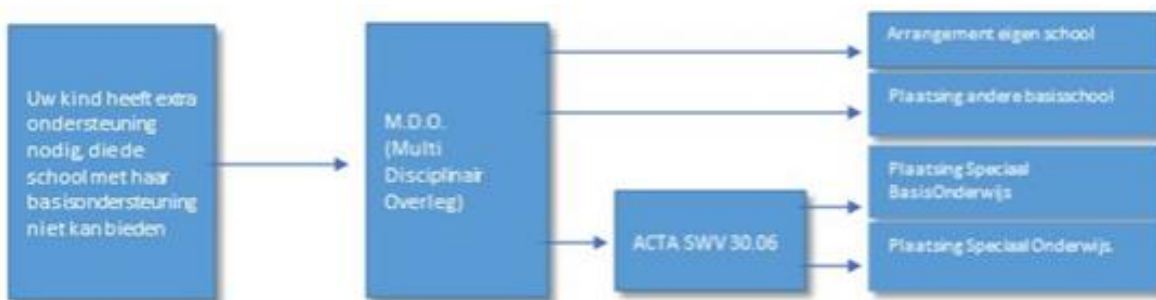 Uw kind heeft extra
ondersteuning
nodig, die de
school met haar
basisondersteuning
niet kan bieden
M.D.O.
(Multi
Disciplinair
Overleg)
ACTA SWV 30.06
Arrangement eigen school
Plaatsing andere basisschool
Plaatsing Speciaal
BasisOnderwijs
Plaatsing Speciaal Onderwijs.